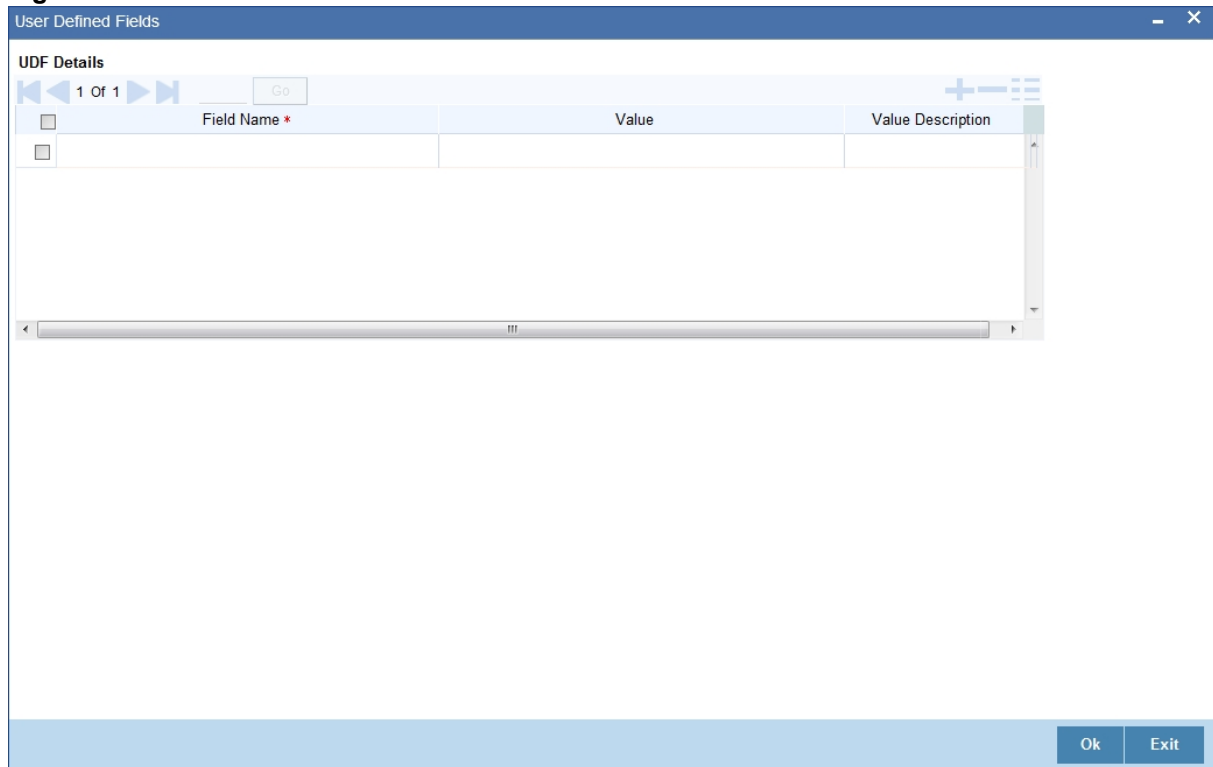 User Defined Fields
UDF Details
1 Of 1 Go
Field Name * Value Value Description
Ok Exit